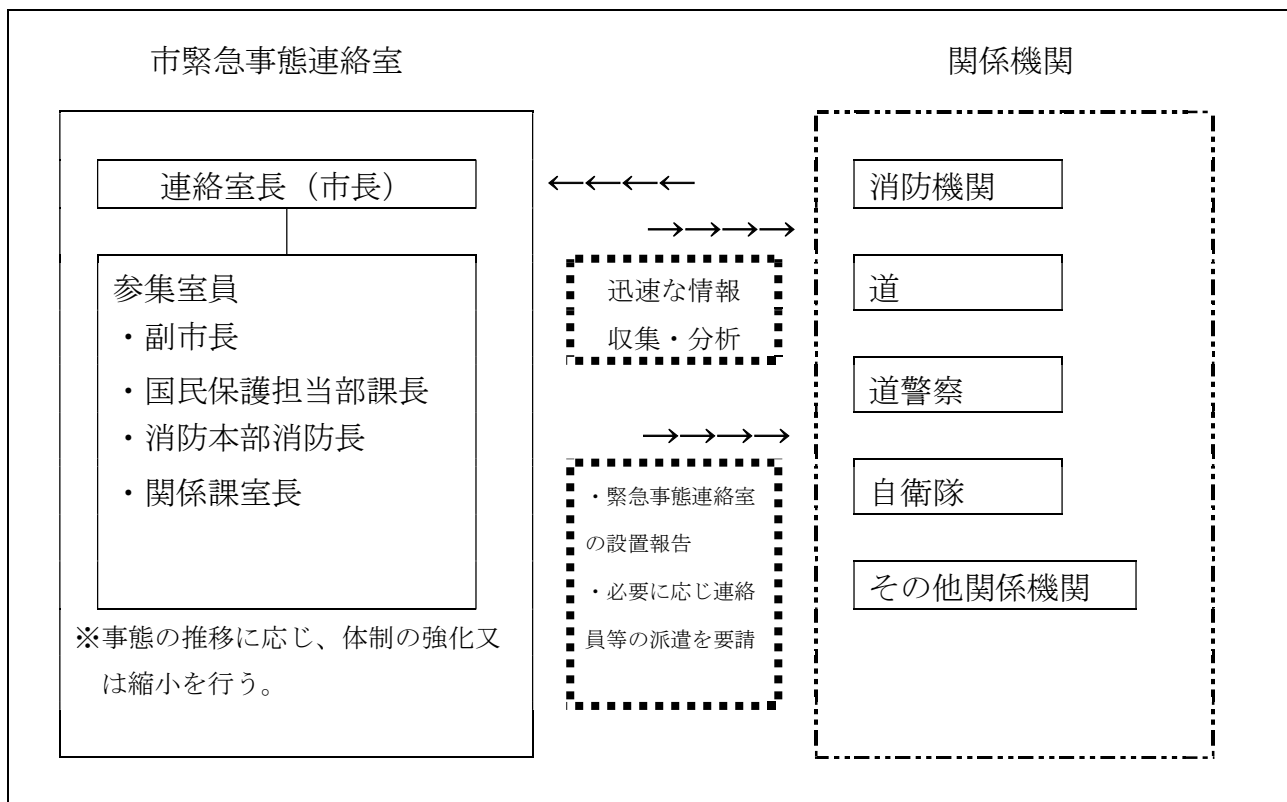 市緊急事態連絡室
関係機関
連絡室長（市長）
参集室員
・副市長
・国民保護担当部課長
・消防本部消防長
・関係課室長
※事態の推移に応じ、体制の強化又
は縮小を行う。
←←←←
→→→→
迅速な情報
収集・分析
→→→→
・緊急事態連絡室
の設置報告
・必要に応じ連絡
員等の派遣を要請
消防機関
道
道警察
自衛隊
その他関係機関